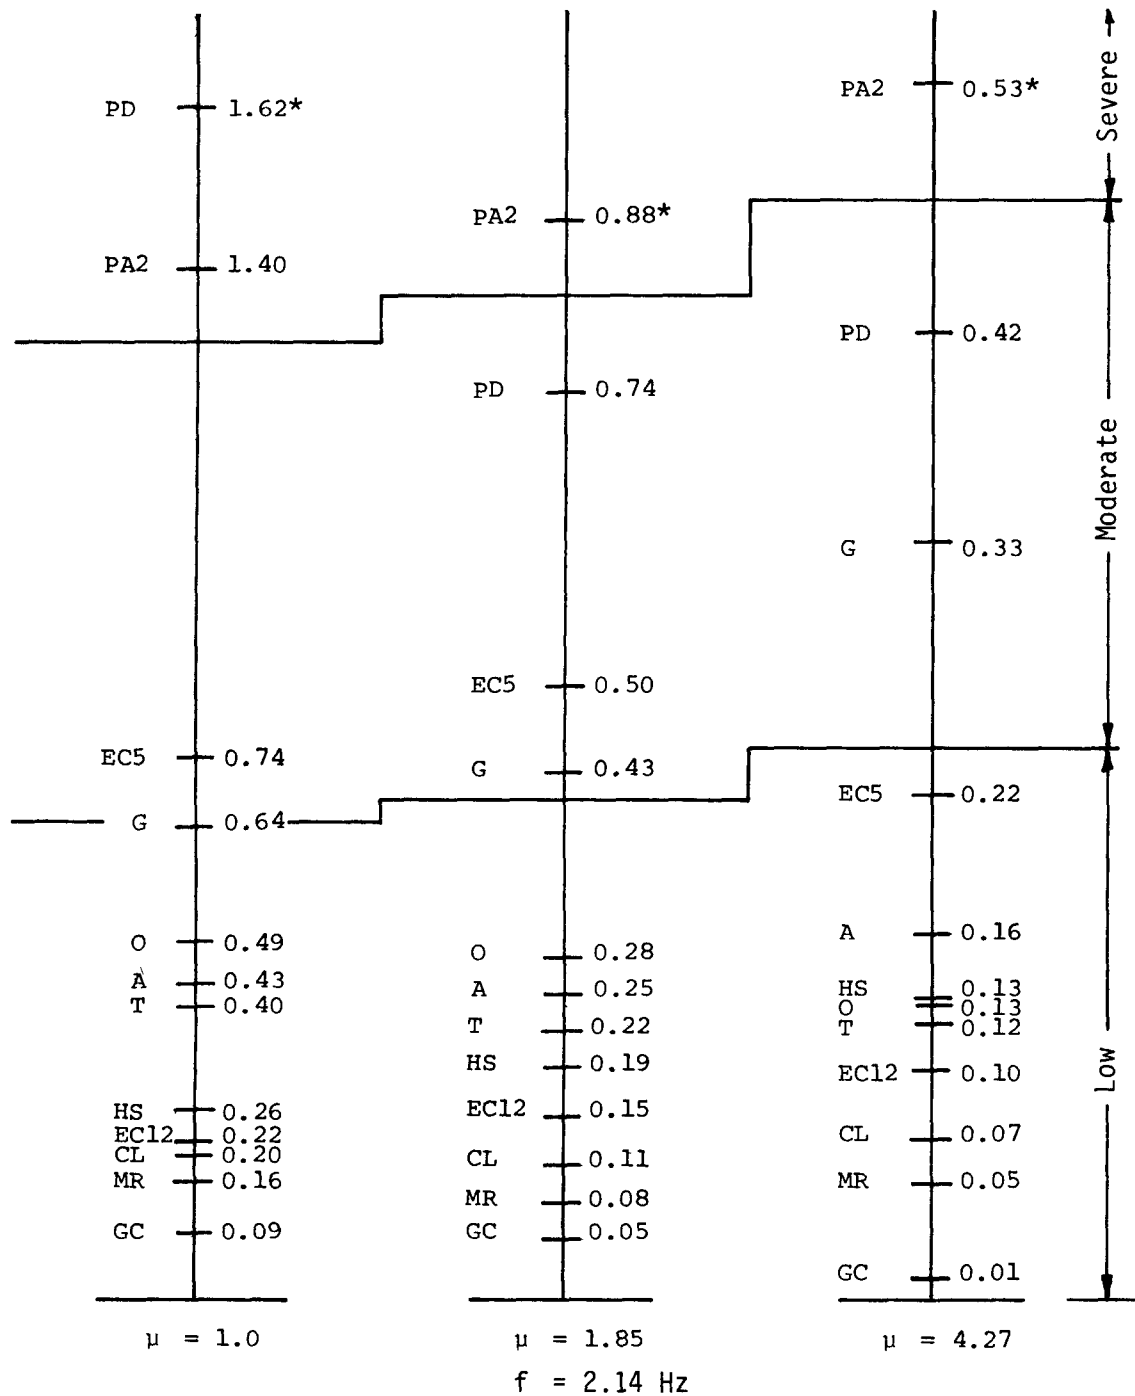 PD 1.62*
PA2 1.40
EC5 0.74
G 0.64
O 0.49
A 0.43
T 0.40
HS 0.26
EC12 0.22
CL 0.20
MR 0.16
GC 0.09
μ = 1.0
PA2 0.88*
PD 0.74
EC5 0.50
G 0.43
O 0.28
A 0.25
T 0.22
HS 0.19
EC12 0.15
CL 0.11
MR 0.08
GC 0.05
μ = 1.85
PA2 0.53*
PD 0.42
G 0.33
EC5 0.22
A 0.16
HS 0.13
O 0.13
T 0.12
EC12 0.10
CL 0.07
MR 0.05
GC 0.01
μ = 4.27
Severe
Moderate
Low
f = 2.14 Hz